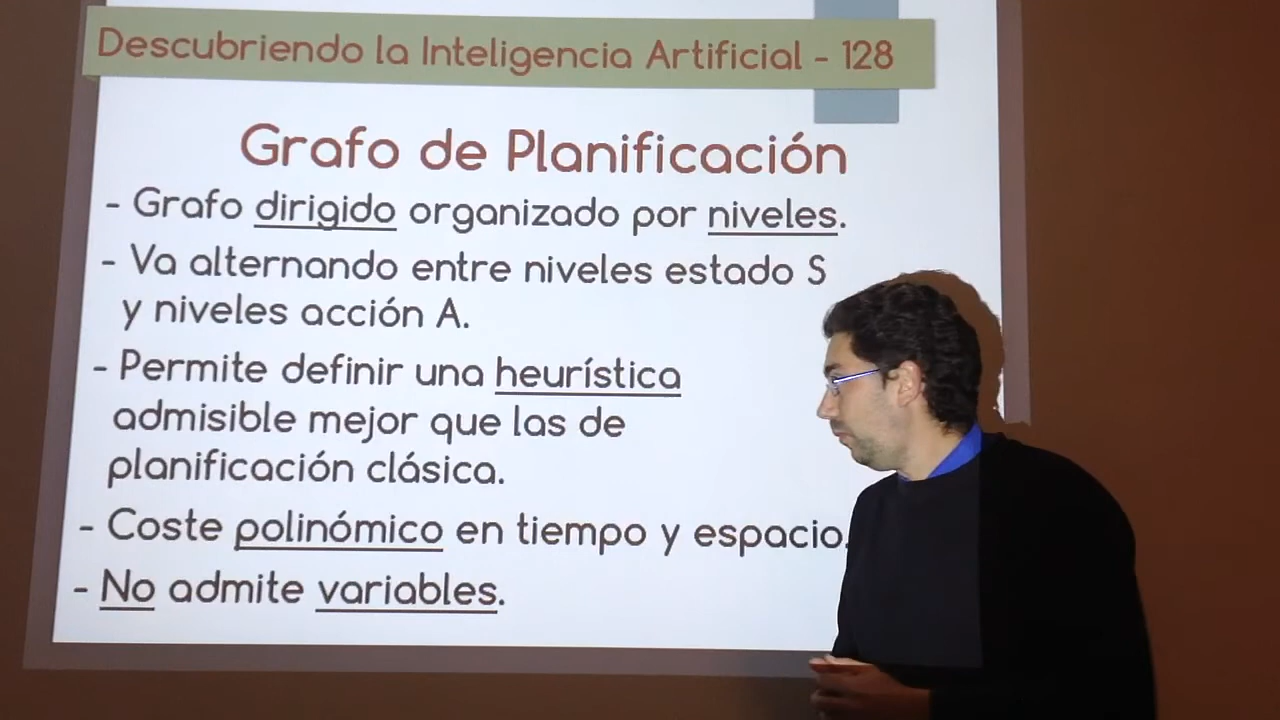 Descubriendo la Inteligencia Artificial - 128
Grafo de Planificación
- Grafo dirigido organizado por niveles.
- Va alternando entre niveles estado S
y niveles acción A.
- Permite definir una heurística
admisible mejor que las de
planificación clásica.
- Coste polinómico en tiempo y espacio.
- No admite variables.